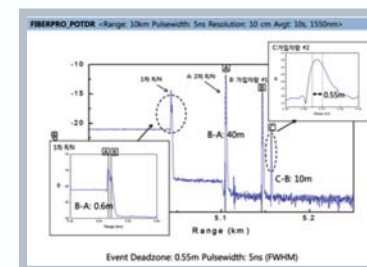 FIBERPRO_POTDR <Range: 10km Pulsewidth: 5ns Resolution: 10 cm Avgt: 10s, 1550nm>
C:가입자망 #2
0.55m
1차 R/N
A: 2차 R/N
B: 가입자망 #1
A
B
C
-10
-15
-20
B-A: 40m
C-B: 10m
1차 R/N
A B
B-A: 0.6m
5.1
5.2
Range (km)
Event Deadzone: 0.55m Pulsewidth: 5ns (FWHM)